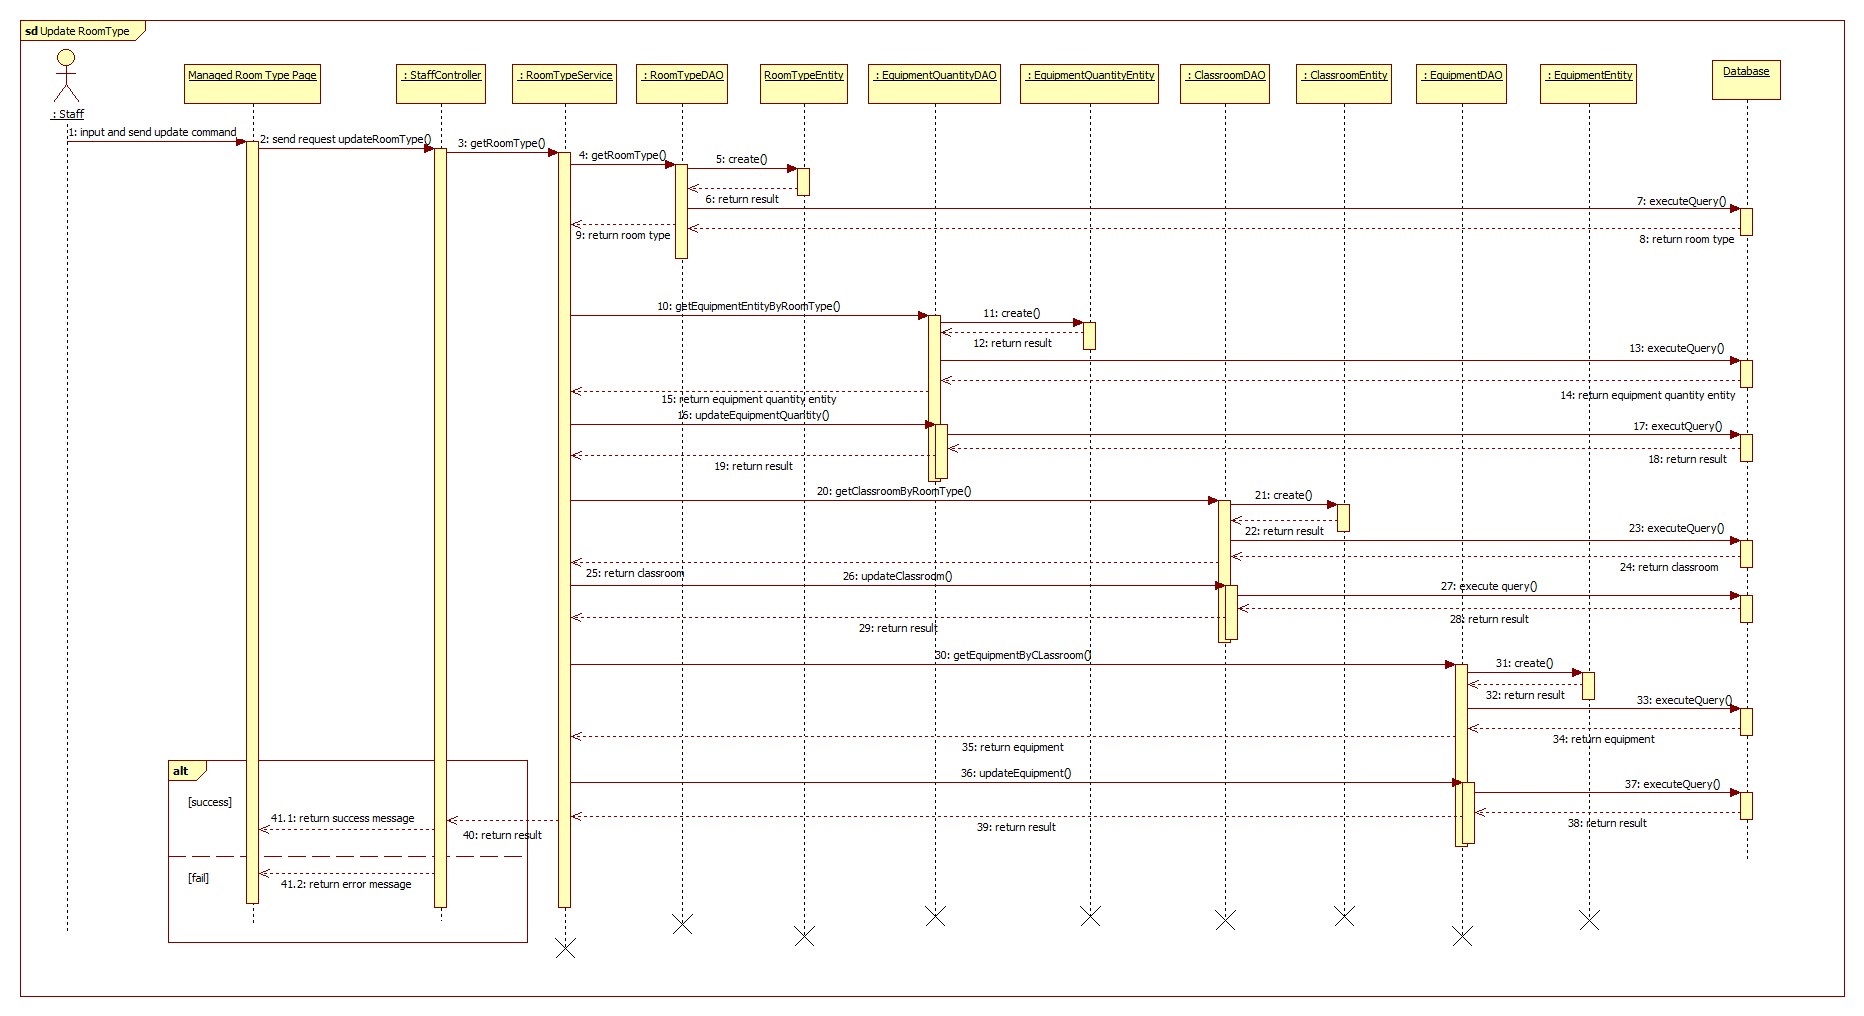 sd Update RoomType
: Staff
Managed Room Type Page
: StaffController
: RoomTypeService
: RoomTypeDAO
RoomTypeEntity
: EquipmentQuantityDAO
: EquipmentQuantityEntity
: ClassroomDAO
: ClassroomEntity
: EquipmentDAO
: EquipmentEntity
Database
1: input and send update command
2: send request updateRoomType()
3: getRoomType()
4: getRoomType()
5: create()
6: return result
7: executeQuery()
8: return room type
9: return room type
10: getEquipmentEntityByRoomType()
11: create()
12: return result
13: executeQuery()
14: return equipment quantity entity
15: return equipment quantity entity
16: updateEquipmentQuantity()
17: executQuery()
18: return result
19: return result
20: getClassroomByRoomType()
21: create()
22: return result
23: executeQuery()
24: return classroom
25: return classroom
26: updateClassroom()
27: execute query()
28: return result
29: return result
30: getEquipmentByCLassroom()
31: create()
32: return result
33: executeQuery()
34: return equipment
35: return equipment
36: updateEquipment()
37: executeQuery()
38: return result
39: return result
40: return result
alt
[success]
41.1: return success message
[fail]
41.2: return error message